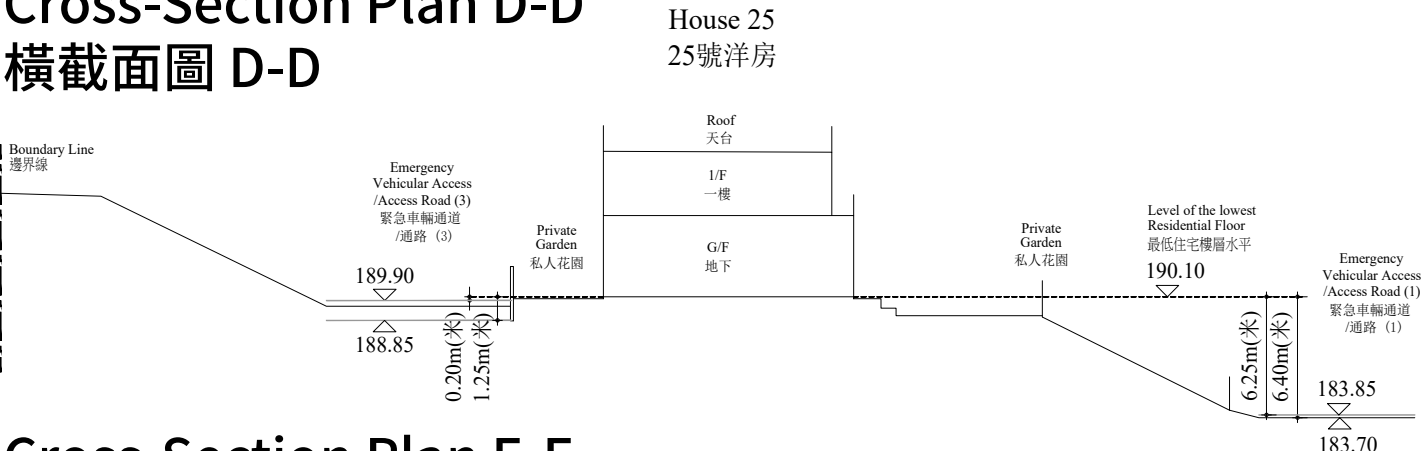 Cross-Section Plan D-D
橫截面圖 D-D
House 25
25號洋房
Boundary Line
邊界線
Emergency
Vehicular Access
/Access Road (3)
緊急車輛通道
/通路（3）
189.90
188.85
0.20m(米)
1.25m(米)
Private
Garden
私人花園
Roof
天台
1/F
一樓
G/F
地下
Private
Garden
私人花園
Level of the lowest
Residential Floor
最低住宅樓層水平
190.10
6.25m(米)
6.40m(米)
Emergency
Vehicular Access
/Access Road (1)
緊急車輛通道
/通路（1）
183.85
183.70
Cross-Section Plan E-E